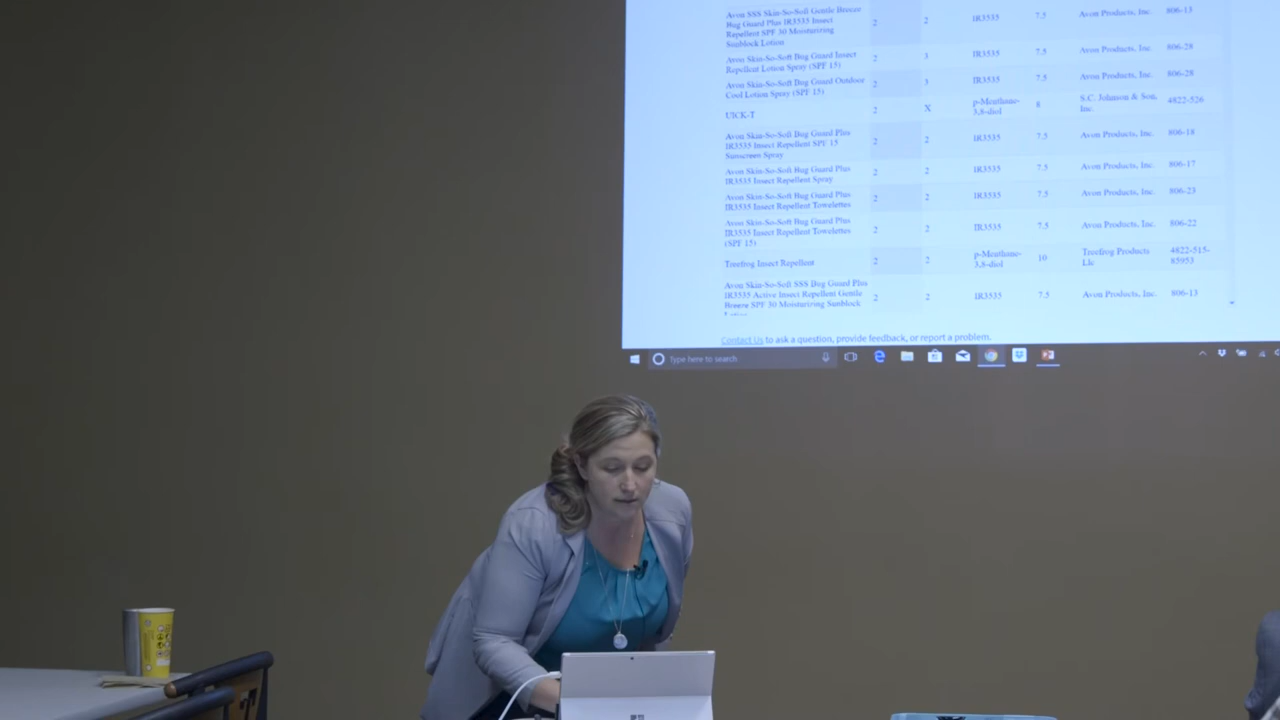 Avon SSS Skin-So-Soft Gentle Breeze
Bug Guard Plus IR3535 Insect
Repellent SPF 30 Moisturizing
Sunblock Lotion 2 2 IR3535 7.5 Avon Products, Inc. 806-13
Avon Skin-So-Soft Bug Guard Insect
Repellent Lotion Spray (SPF 15) 2 3 IR3535 7.5 Avon Products, Inc. 806-28
Avon Skin-So-Soft Bug Guard Outdoor
Cool Lotion Spray (SPF 15) 2 3 IR3535 7.5 Avon Products, Inc. 806-28
UICK-T 2 X p-Menthane-
3,8-diol 8 S.C. Johnson & Son,
Inc. 4822-526
Avon Skin-So-Soft Bug Guard Plus
IR3535 Insect Repellent SPF 15
Sunscreen Spray 2 2 IR3535 7.5 Avon Products, Inc. 806-18
Avon Skin-So-Soft Bug Guard Plus
IR3535 Insect Repellent Spray 2 2 IR3535 7.5 Avon Products, Inc. 806-17
Avon Skin-So-Soft Bug Guard Plus
IR3535 Insect Repellent Towelettes 2 2 IR3535 7.5 Avon Products, Inc. 806-23
Avon Skin-So-Soft Bug Guard Plus
IR3535 Insect Repellent Towelettes
(SPF 15) 2 2 IR3535 7.5 Avon Products, Inc. 806-22
Treefrog Insect Repellent 2 2 p-Menthane-
3,8-diol 10 Treefrog Products
Llc 4822-515-
85953
Avon Skin-So-Soft SSS Bug Guard Plus
IR3535 Active Insect Repellent Gentle
Breeze SPF 30 Moisturizing Sunblock 2 2 IR3535 7.5 Avon Products, Inc. 806-13
Contact Us to ask a question, provide feedback, or report a problem.
Type here to search